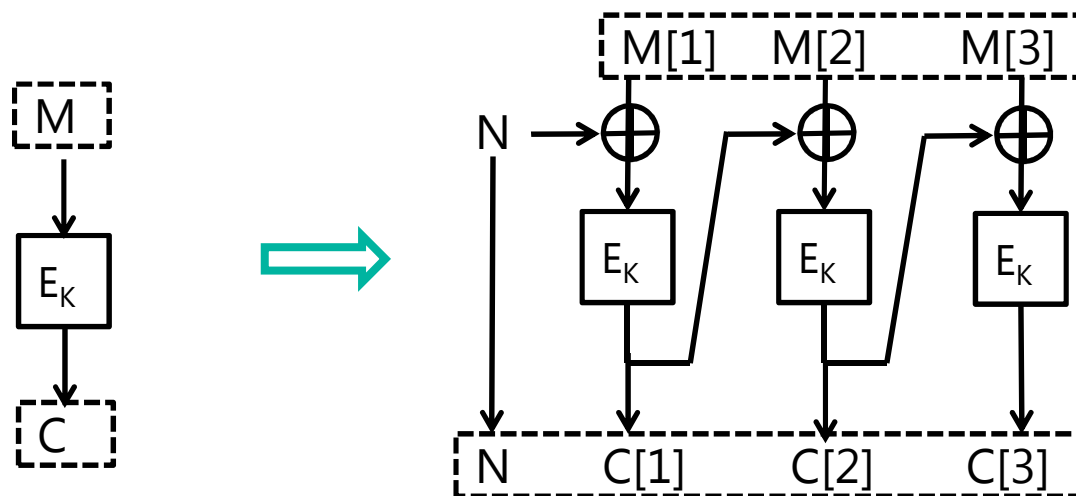 M
E_K
C
M[1] M[2] M[3]
N
E_K E_K E_K
N C[1] C[2] C[3]